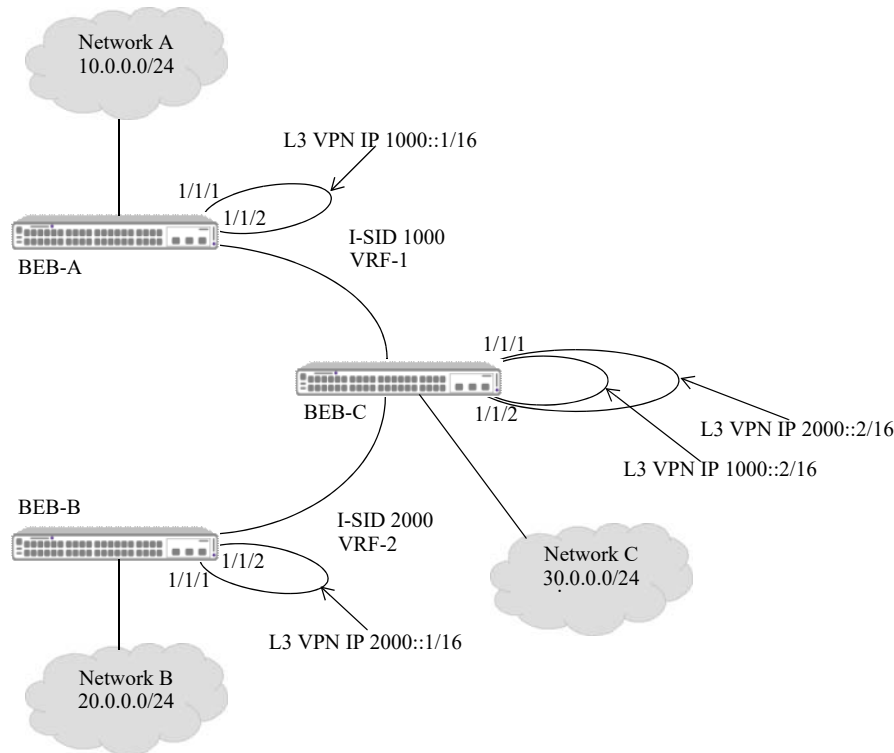 Network A
10.0.0.0/24
L3 VPN IP 1000::1/16
1/1/1
1/1/2
BEB-A
I-SID 1000
VRF-1
1/1/1
BEB-C
1/1/2
L3 VPN IP 2000::2/16
L3 VPN IP 1000::2/16
BEB-B
I-SID 2000
VRF-2
1/1/2
1/1/1
Network C
30.0.0.0/24
L3 VPN IP 2000::1/16
Network B
20.0.0.0/24